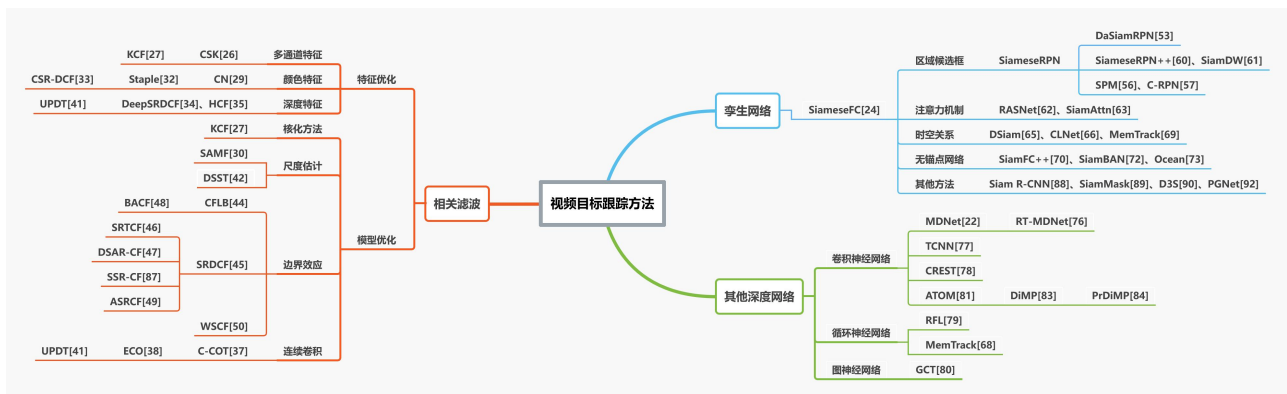 视频目标跟踪方法
相关滤波
特征优化
多通道特征
CSK[26]
KCF[27]
颜色特征
CN[29]
Staple[32]
CSR-DCF[33]
深度特征
DeepSRDCF[34]、HCF[35]
UPDT[41]
模型优化
核化方法
KCF[27]
尺度估计
SAMF[30]
DSST[42]
边界效应
CFLB[44]
BACF[48]
SRDCF[45]
SRTCF[46]
DSAR-CF[47]
SSR-CF[87]
ASRCF[49]
WSCF[50]
连续卷积
C-COT[37]
ECO[38]
UPDT[41]
孪生网络
SiameseFC[24]
区域候选框
SiameseRPN
DaSiamRPN[53]
SiameseRPN++[60]、SiamDW[61]
SPM[56]、C-RPN[57]
注意力机制
RASNet[62]、SiamAttn[63]
时空关系
DSiam[65]、CLNet[66]、MemTrack[69]
无锚点网络
SiamFC++[70]、SiamBAN[72]、Ocean[73]
其他方法
Siam R-CNN[88]、SiamMask[89]、D3S[90]、PGNet[92]
其他深度网络
卷积神经网络
MDNet[22]
RT-MDNet[76]
TCNN[77]
CREST[78]
ATOM[81]
DiMP[83]
PrDiMP[84]
循环神经网络
RFL[79]
MemTrack[68]
图神经网络
GCT[80]